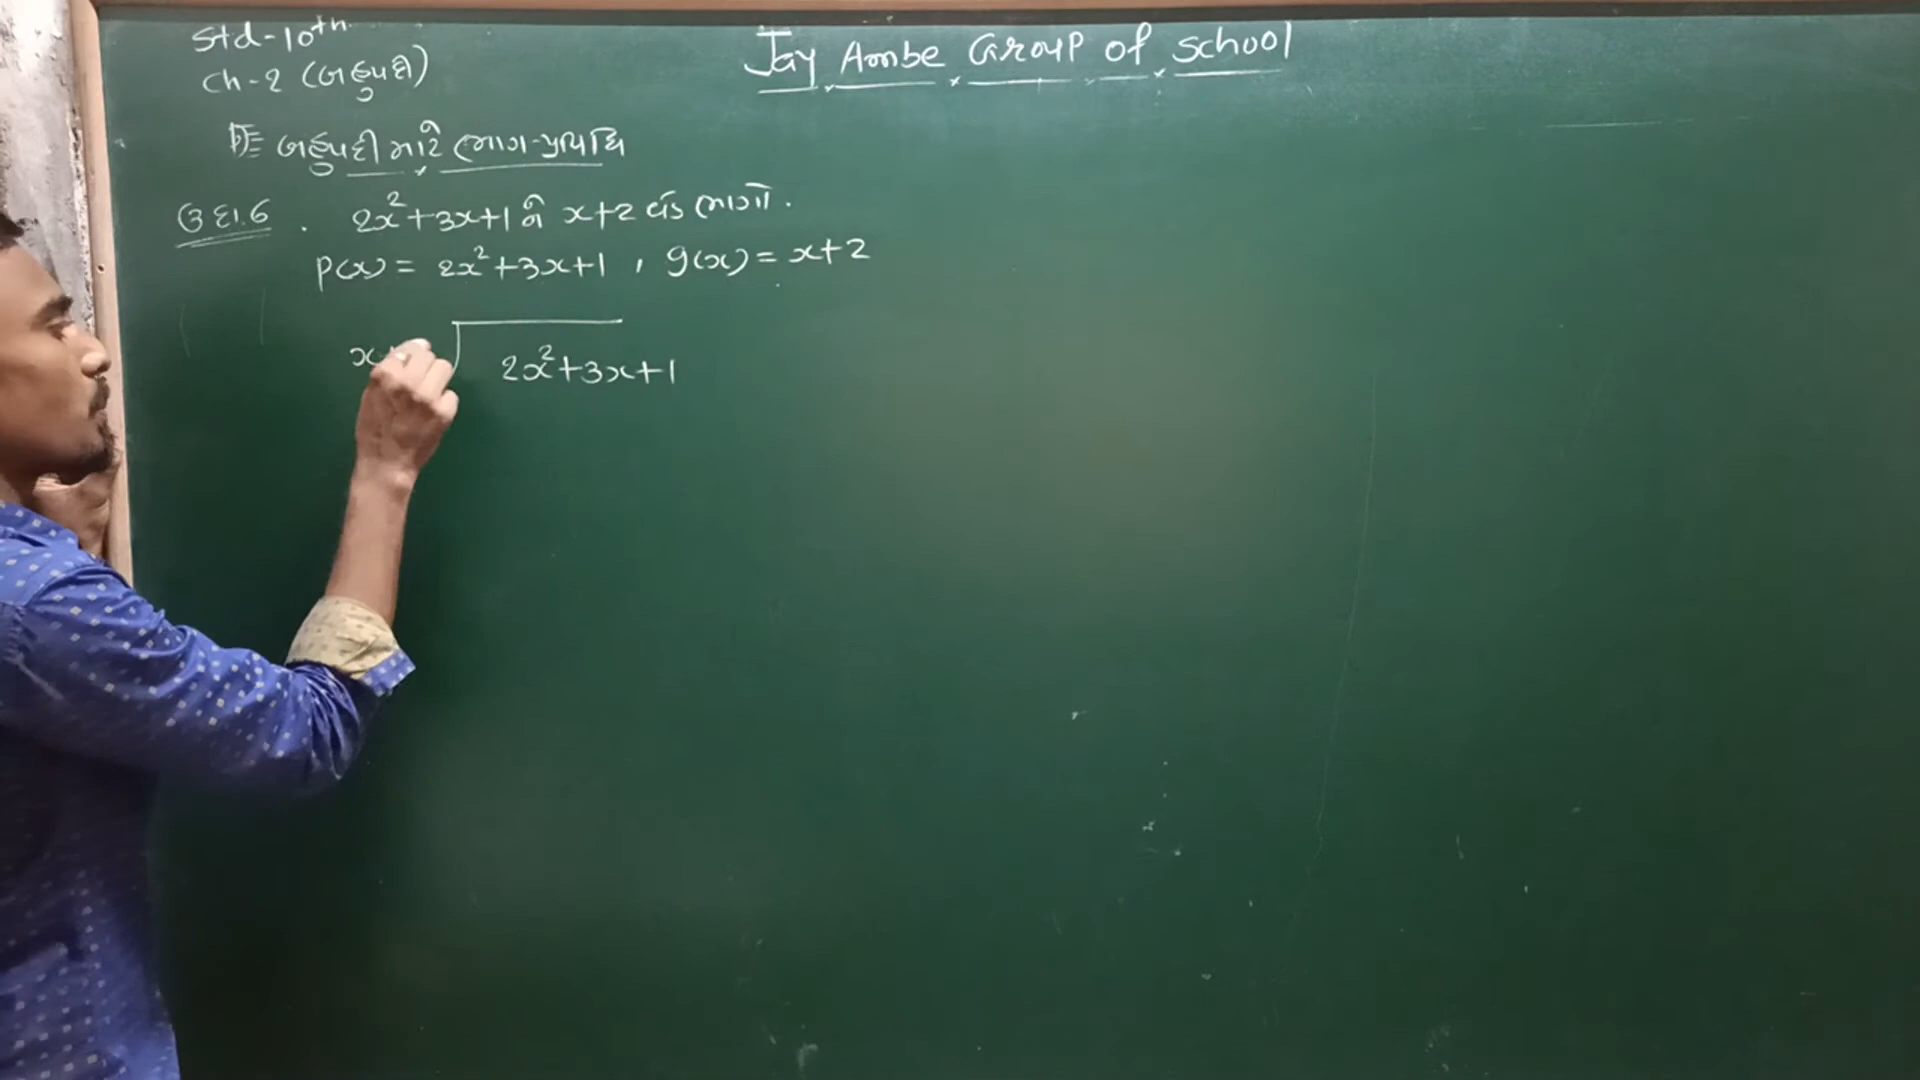 Std-10th
Jay Ambe Group of School
Ch-2 (બહુપદી)
બહુપદી માટે ભાગ-પ્રવિધિ
ઉદા.6 . 2x²+3x+1 ને x+2 વડે ભાગો.
p(x) = 2x²+3x+1 , g(x) = x+2
x+ 2x²+3x+1